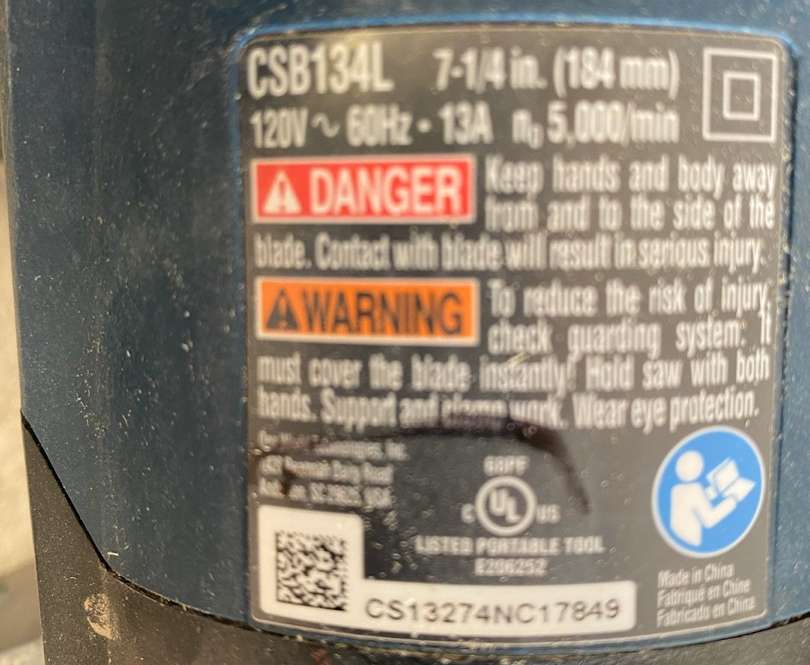 CSB134L 7-1/4 in. (184 mm)
120V ~ 60Hz - 13A n₀ 5,000/min
DANGER Keep hands and body away
from and to the side of the
blade. Contact with blade will result in serious injury.
WARNING To reduce the risk of injury,
check guarding system: It
must cover the blade instantly! Hold saw with both
hands. Support and clamp work. Wear eye protection.
Technologies, Inc.
Road
SC USA
68PF
C UL US
LISTED PORTABLE TOOL
E206252
CS13274NC17849
Made in China
Fabriqué en Chine
Fabricado en China